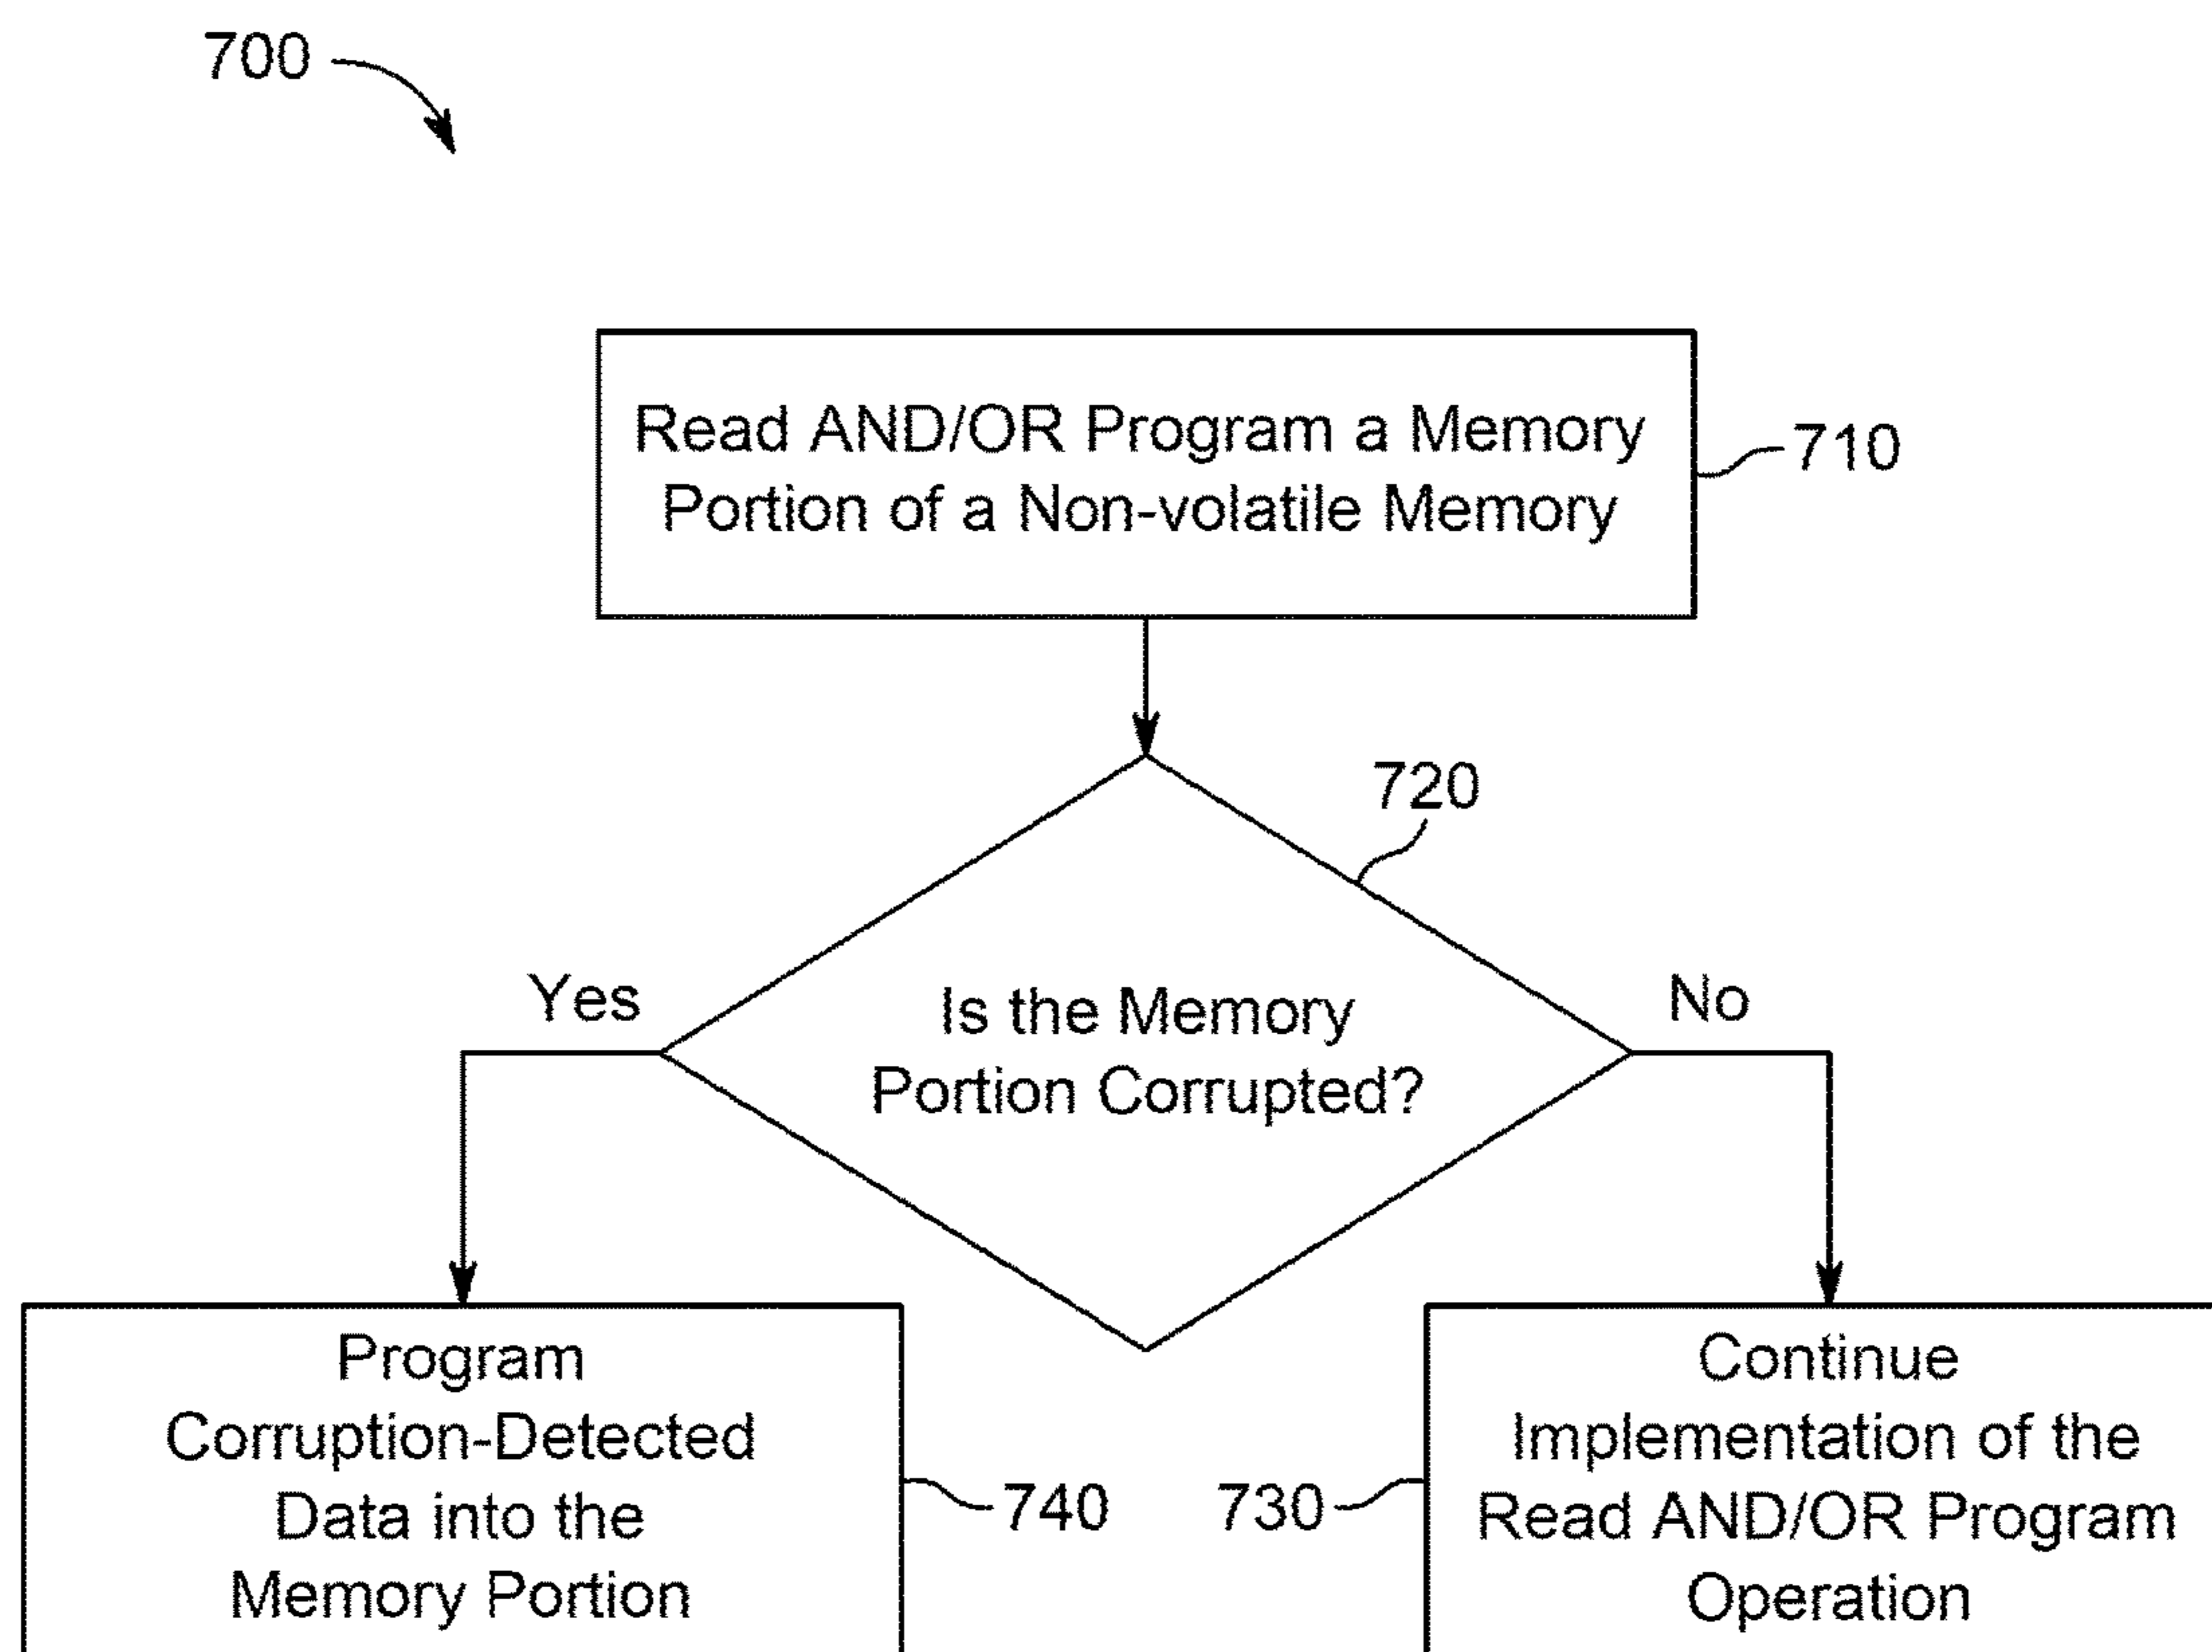 700
Read AND/OR Program a Memory
Portion of a Non-volatile Memory
710
720
Yes
No
Is the Memory
Portion Corrupted?
Program
Corruption-Detected
Data into the
Memory Portion
740
730
Continue
Implementation of the
Read AND/OR Program
Operation